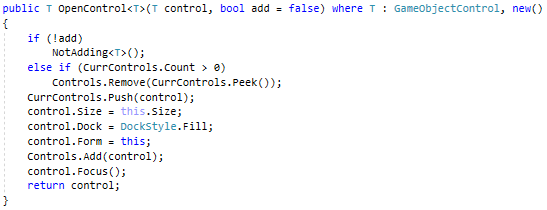 public T OpenControl<T>(T control, bool add = false) where T : GameObjectControl, new()
{
    if (!add)
        NotAdding<T>();
    else if (CurrControls.Count > 0)
        Controls.Remove(CurrControls.Peek());
    CurrControls.Push(control);
    control.Size = this.Size;
    control.Dock = DockStyle.Fill;
    control.Form = this;
    Controls.Add(control);
    control.Focus();
    return control;
}